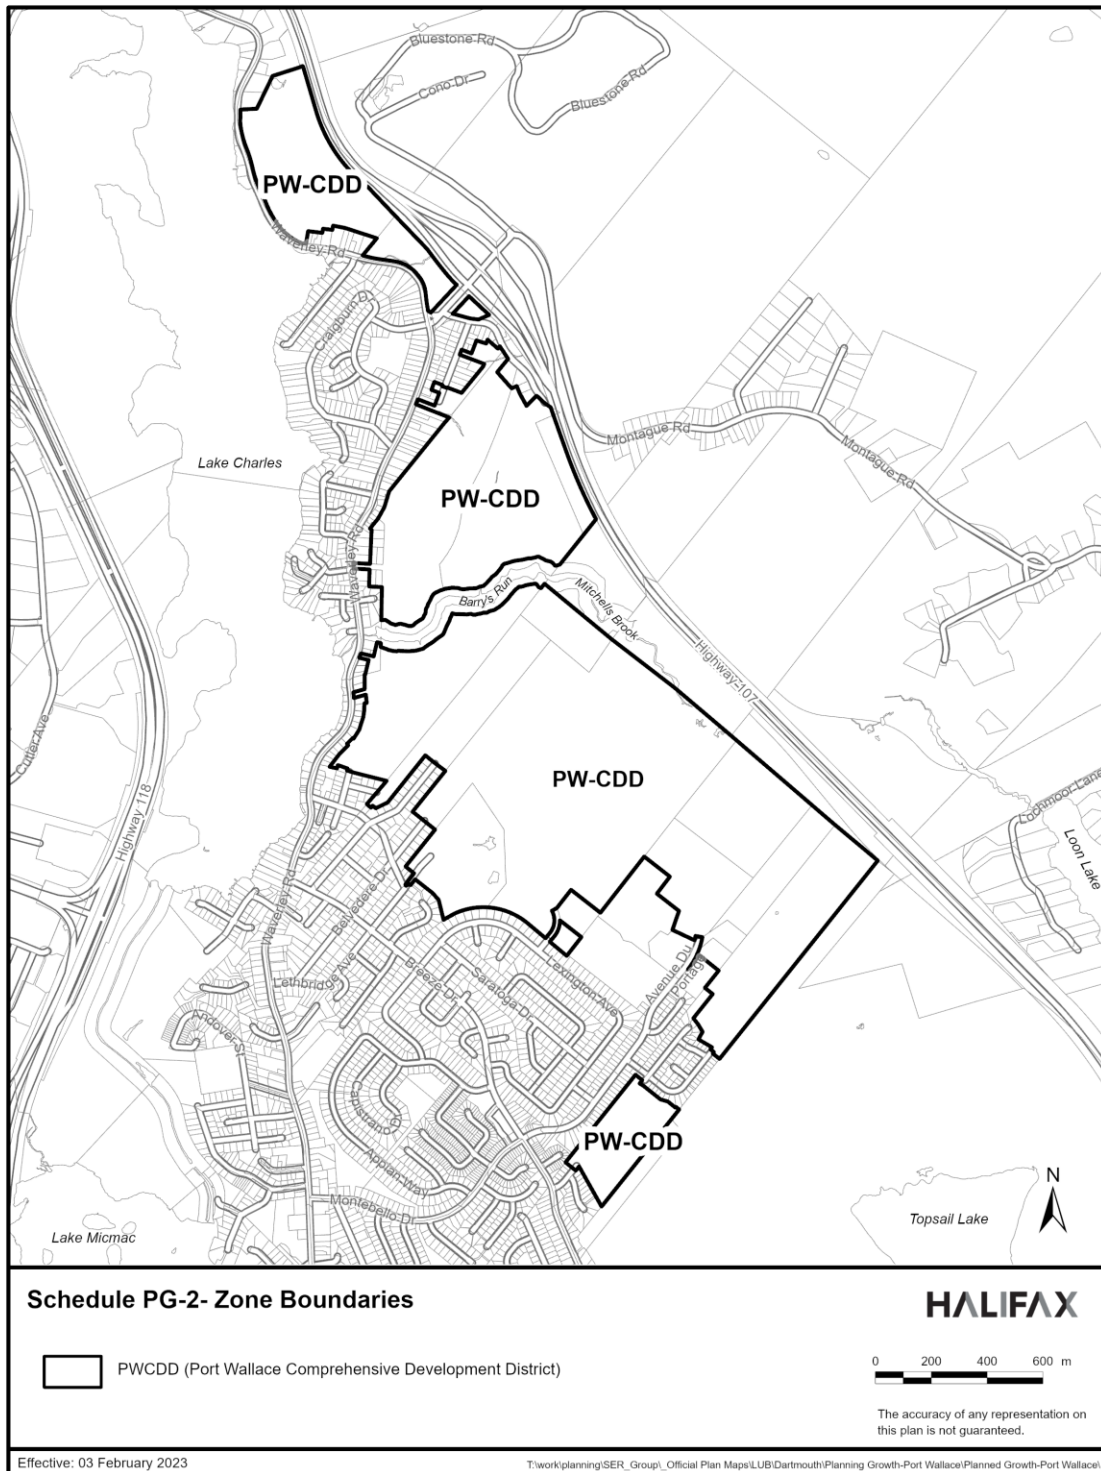 Bluestone Rd
Cono Dr
Bluestone Rd
PW-CDD
Waverley Rd
Craigburn Dr
Montague Rd
Montague Rd
Lake Charles
PW-CDD
Waverley Rd
Barry's Run
Mitchells Brook
Highway 107
Cutler Ave
Highway 118
PW-CDD
Lochmoor Lane
Loon Lake
Waverley Rd
Belvedere Dr
Lethbridge Ave
Breeze Dr
Saratoga Dr
Lexington Ave
Avenue Du
Portage
Andover St
Capistrano Dr
Appian Way
PW-CDD
Montebello Dr
N
Topsail Lake
Lake Micmac
Schedule PG-2- Zone Boundaries
HALIFAX
PWCDD (Port Wallace Comprehensive Development District)
0 200 400 600 m
The accuracy of any representation on
this plan is not guaranteed.
Effective: 03 February 2023
T:\work\planning\SER_Group\_Official Plan Maps\LUB\Dartmouth\Planning Growth-Port Wallace\Planned Growth-Port Wallace\